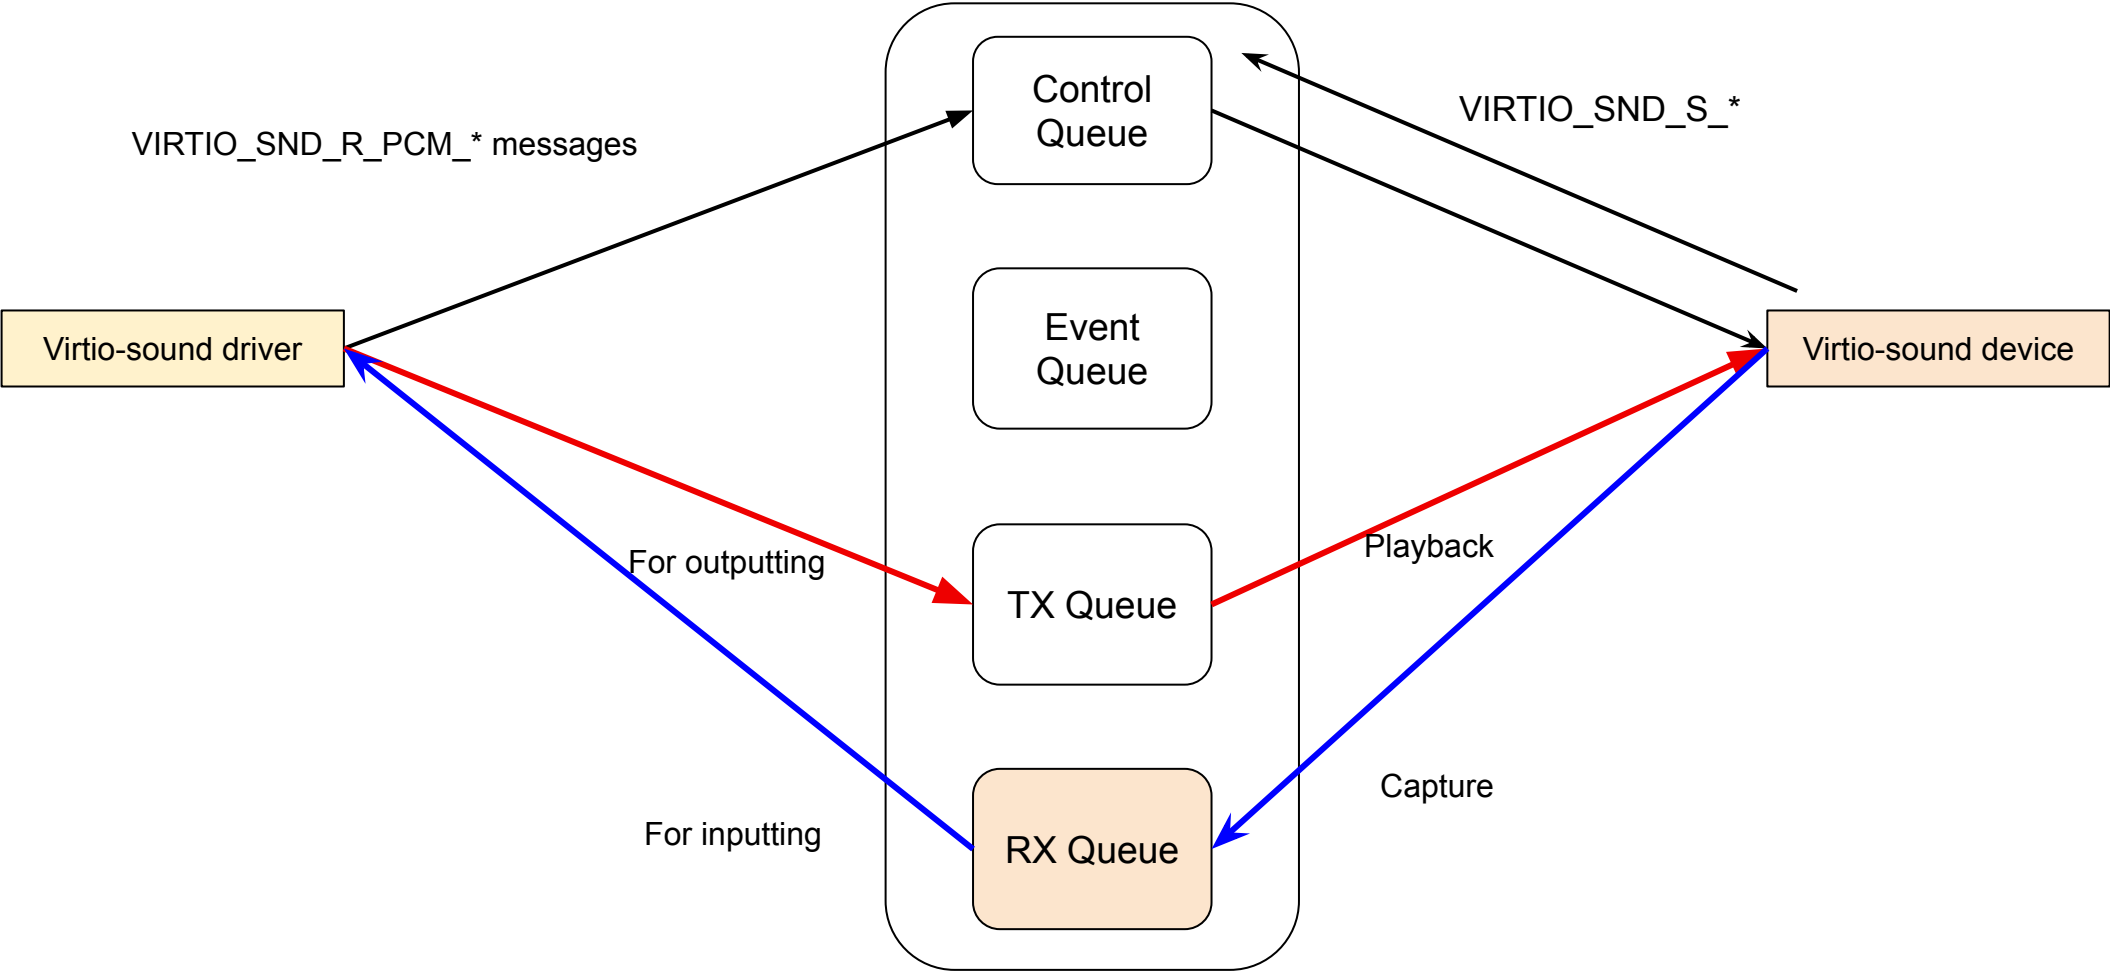 Control
Queue
VIRTIO_SND_S_*
VIRTIO_SND_R_PCM_* messages
Event
Queue
Virtio-sound driver
Virtio-sound device
For outputting
Playback
TX Queue
Capture
For inputting
RX Queue